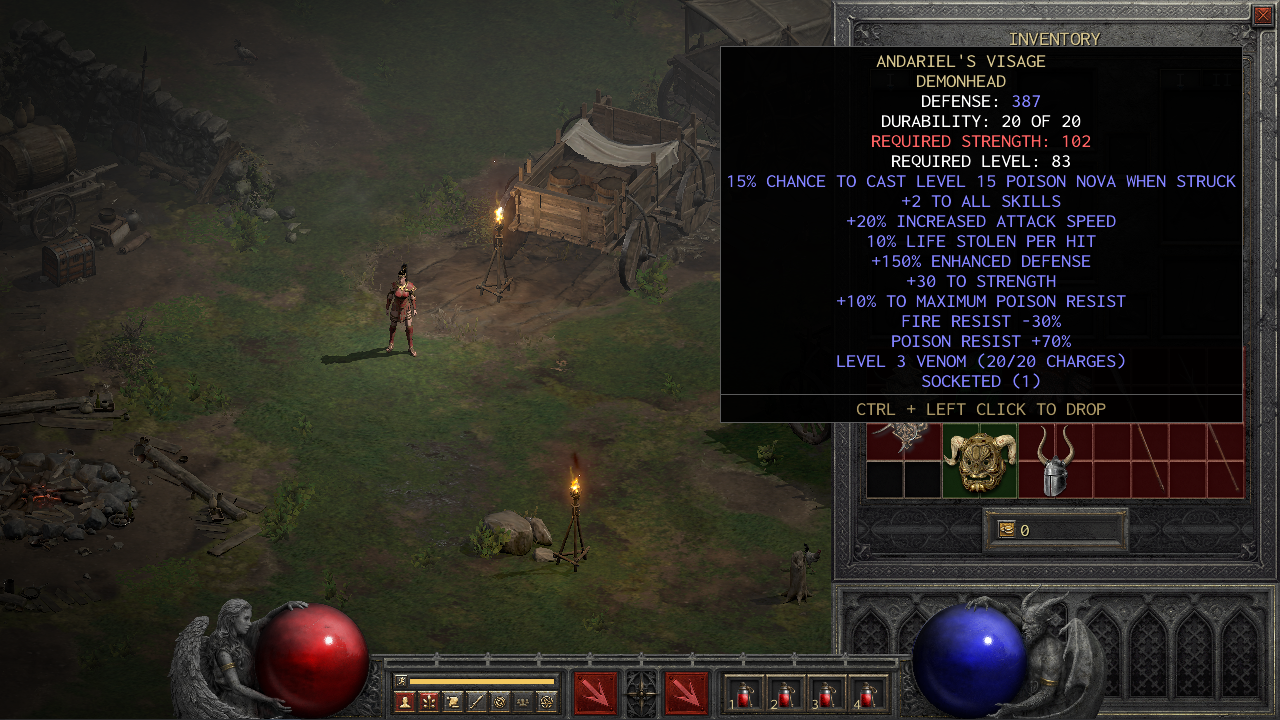 INVENTORY
ANDARIEL'S VISAGE
DEMONHEAD
DEFENSE: 387
DURABILITY: 20 OF 20
REQUIRED STRENGTH: 102
REQUIRED LEVEL: 83
15% CHANCE TO CAST LEVEL 15 POISON NOVA WHEN STRUCK
+2 TO ALL SKILLS
+20% INCREASED ATTACK SPEED
10% LIFE STOLEN PER HIT
+150% ENHANCED DEFENSE
+30 TO STRENGTH
+10% TO MAXIMUM POISON RESIST
FIRE RESIST -30%
POISON RESIST +70%
LEVEL 3 VENOM (20/20 CHARGES)
SOCKETED (1)
CTRL + LEFT CLICK TO DROP
0
1 2 3 4